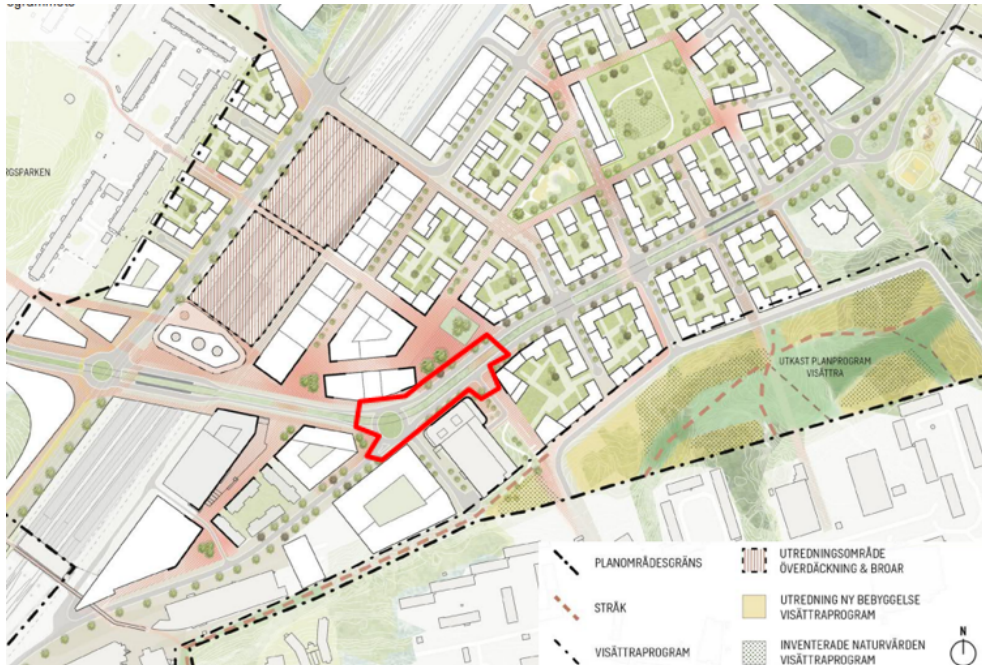 RGSPARKEN
UTKAST PLANPROGRAM
VISÄTTRA
PLANOMRÅDESGRÄNS
STRÅK
VISÄTTRAPROGRAM
UTREDNINGSOMRÅDE
ÖVERDÄCKNING & BROAR
UTREDNING NY BEBYGGELSE
VISÄTTRAPROGRAM
INVENTERADE NATURVÄRDEN
VISÄTTRAPROGRAM
N